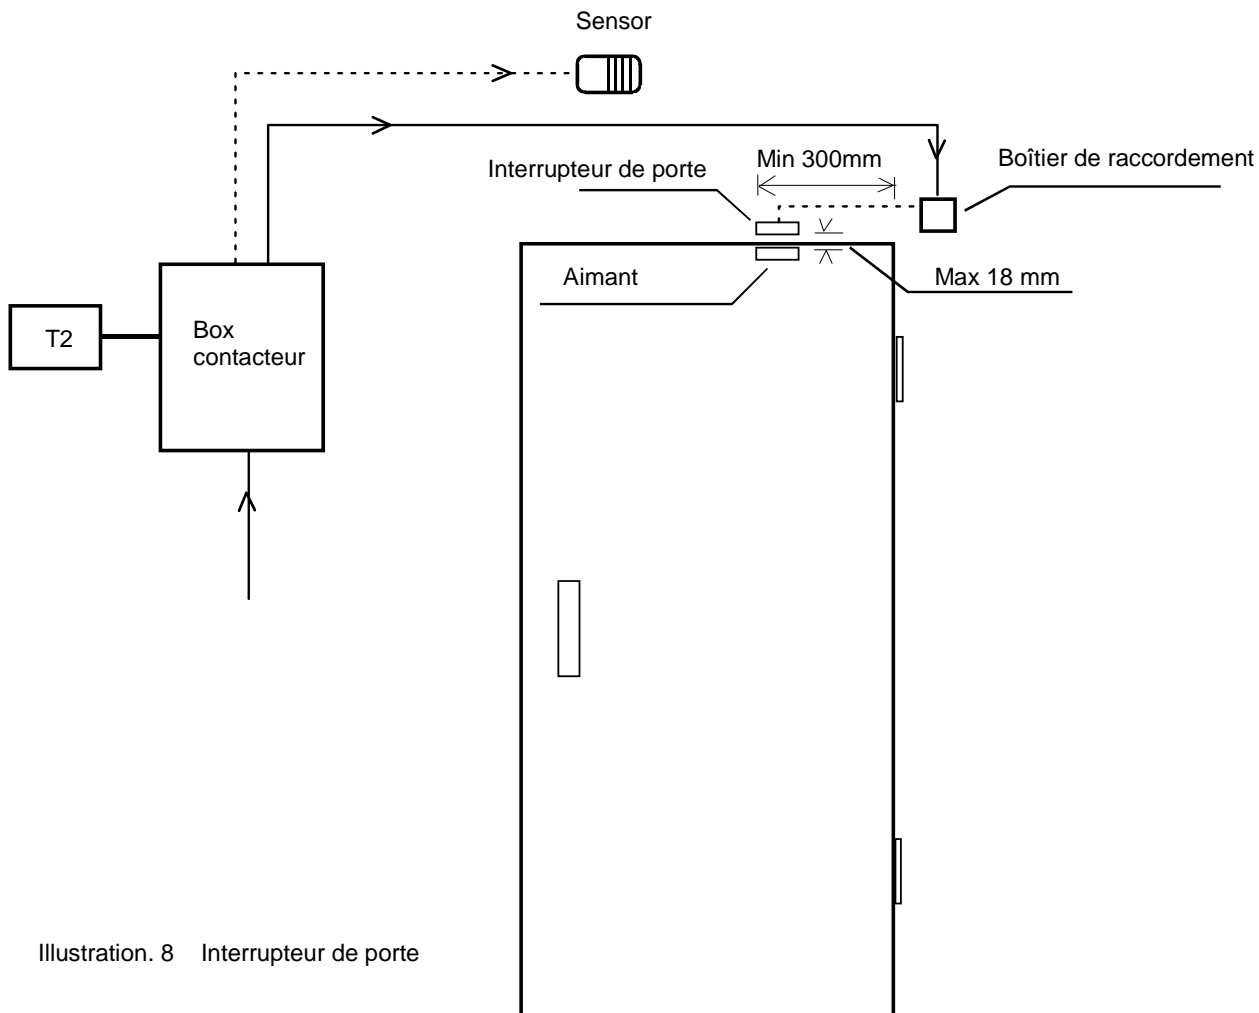 Sensor
Min 300mm
Boîtier de raccordement
Interrupteur de porte
Aimant
Max 18 mm
T2
Box
contacteur
Illustration. 8 Interrupteur de porte